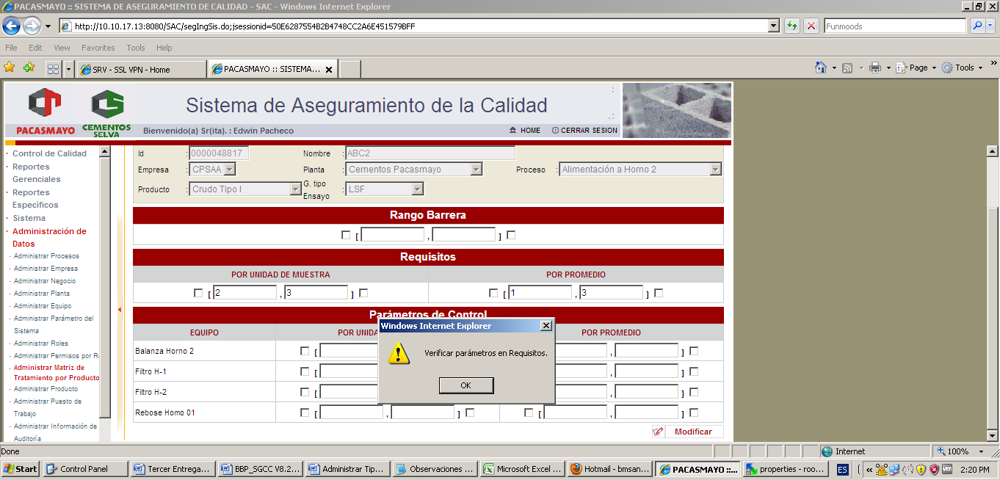 PACASMAYO :: SISTEMA DE ASEGURAMIENTO DE CALIDAD - SAC - Windows Internet Explorer
http://10.10.17.13:8080/SAC/segIngSis.do;jsessionid=50E6287554B2B4748CC2A6E451579BFF
Funmoods
File Edit View Favorites Tools Help
SRV - SSL VPN - Home
PACASMAYO :: SISTEMA...
Page Tools »
PACASMAYO
CEMENTOS SELVA
Sistema de Aseguramiento de la Calidad
Bienvenido(a) Sr(ita). : Edwin Pacheco
HOME
CERRAR SESION
· Control de Calidad
· Reportes
Gerenciales
· Reportes
Específicos
· Sistema
· Administración de
Datos
· Administrar Procesos
· Administrar Empresa
· Administrar Negocio
· Administrar Planta
· Administrar Equipo
· Administrar Parámetro del
Sistema
· Administrar Roles
· Administrar Permisos por R
· Administrar Matriz de
Tratamiento por Producto
· Administrar Producto
· Administrar Puesto de
Trabajo
· Administrar Información de
Auditoría
Id : 0000048817 Nombre : ABC2
Empresa : CPSAA Planta : Cementos Pacasmayo Proceso : Alimentación a Horno 2
Producto : Crudo Tipo I G. tipo Ensayo : LSF
Rango Barrera
[ , ]
Requisitos
POR UNIDAD DE MUESTRA POR PROMEDIO
[ 2 , 3 ] [ 1 , 3 ]
Parámetros de Control
EQUIPO POR UNIDA POR PROMEDIO
Balanza Horno 2 [ , ]
Filtro H-1 [ , ]
Filtro H-2 [ , ]
Rebose Horno 01 [ , ] [ , ]
Modificar
Windows Internet Explorer
Verificar parámetros en Requisitos.
OK
Done
Internet
100%
Start
Control Panel
Tercer Entrega...
BBP_SGCC V8.2...
Administrar Tip...
Observaciones ...
Microsoft Excel ...
Hotmail - bmsan...
PACASMAYO ::...
properties - roo...
ES
«
2:20 PM